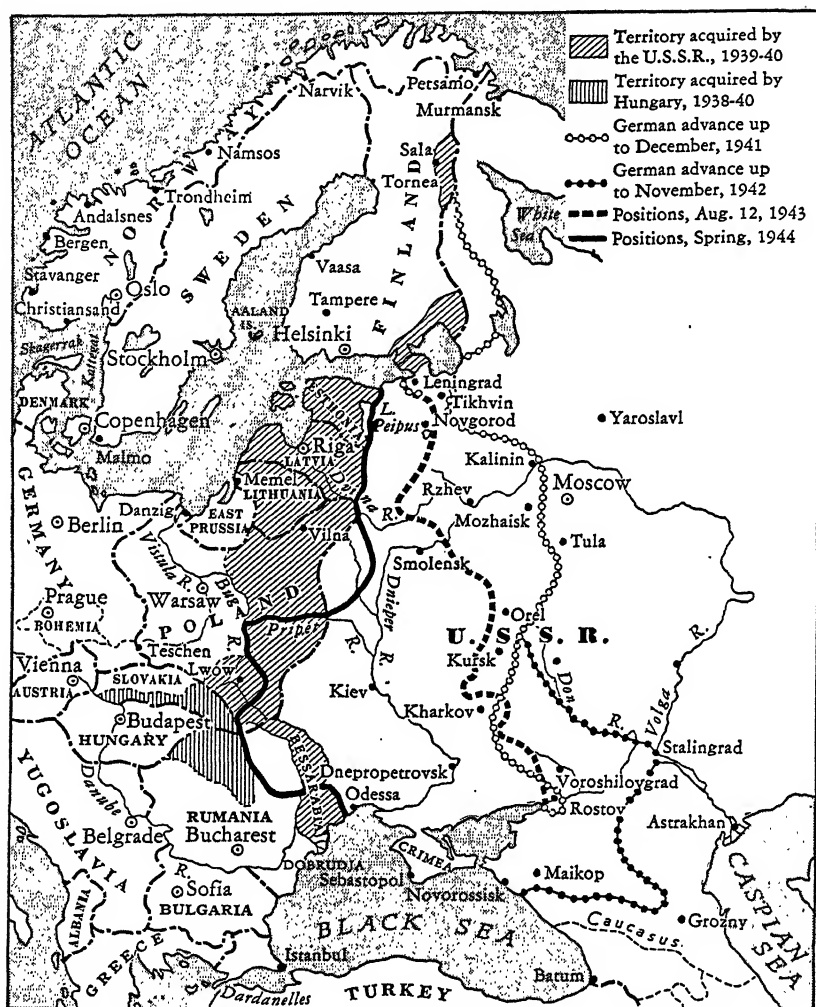 Territory acquired by
the U.S.S.R., 1939-40
Territory acquired by
Hungary, 1938-40
German advance up
to December, 1941
German advance up
to November, 1942
Positions, Aug. 12, 1943
Positions, Spring, 1944
ATLANTIC
OCEAN
Narvik
Petsamo
Murmansk
NORWAY
Namsos
Sala
Tornea
Trondheim
Andalsnes
Bergen
SWEDEN
FINLAND
White
Sea
Vaasa
Stavanger
Oslo
Christiansand
Tampere
AALAND
IS.
Helsinki
Skagerrak
Kattegat
Stockholm
Leningrad
Tikhvin
DENMARK
ESTHONIA
L.
Peipus
Novgorod
Yaroslavl
Copenhagen
Riga
LATVIA
Kalinin
Malmo
Memel
LITHUANIA
Dvina R.
Rzhev
Moscow
GERMANY
Danzig
EAST
PRUSSIA
Mozhaisk
Berlin
Vilna
Tula
Vistula R.
Smolensk
Dnieper R.
Prague
Warsaw
Bug R.
Orel
BOHEMIA
POLAND
Pripet R.
U.S.S.R.
Teschen
Kursk
Don R.
Volga R.
Vienna
Lwów
AUSTRIA
SLOVAKIA
Kiev
Kharkov
Budapest
HUNGARY
Stalingrad
YUGOSLAVIA
Danube R.
BESSARABIA
Dnepropetrovsk
Voroshilovgrad
Odessa
RUMANIA
Rostov
Belgrade
Bucharest
Astrakhan
CRIMEA
DOBRUDJA
Sebastopol
Maikop
Sofia
Novorossisk
CASPIAN
SEA
ALBANIA
BULGARIA
BLACK SEA
Grozny
Caucasus
GREECE
Istanbul
Batum
Dardanelles
TURKEY